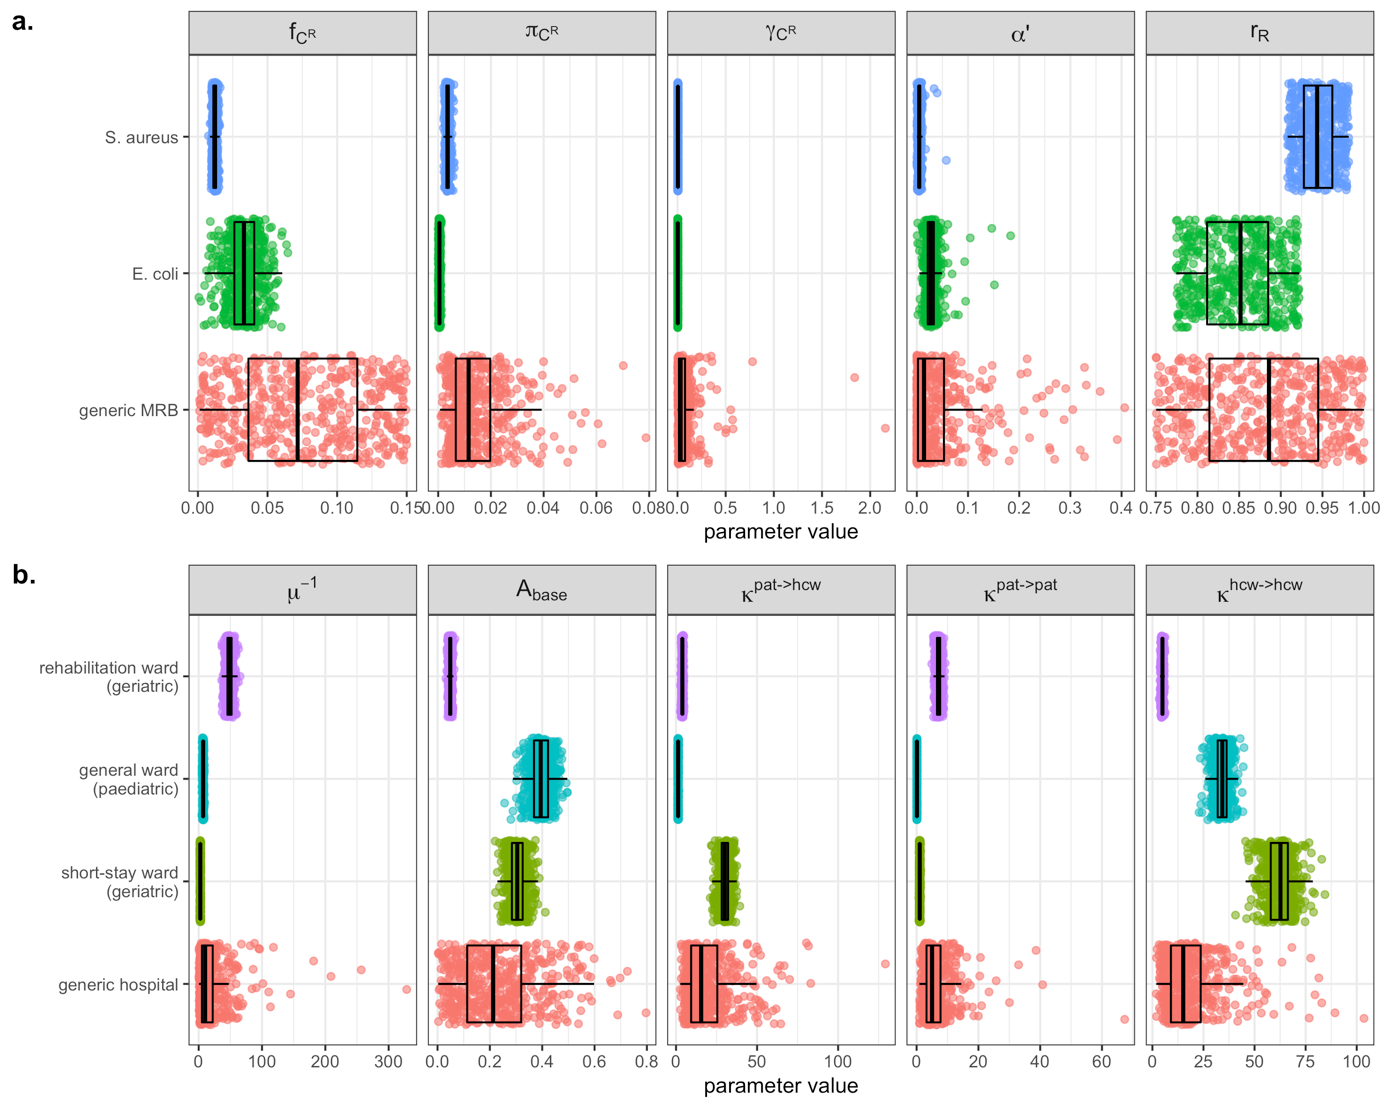 a.
f_C^R π_C^R γ_C^R α' r_R
S. aureus
E. coli
generic MRB
0.00 0.05 0.10 0.15 0.00 0.02 0.04 0.06 0.08 0.0 0.5 1.0 1.5 2.0 0.0 0.1 0.2 0.3 0.4 0.75 0.80 0.85 0.90 0.95 1.00
parameter value
b.
μ^−1 A_base κ^pat->hcw κ^pat->pat κ^hcw->hcw
rehabilitation ward
(geriatric)
general ward
(paediatric)
short-stay ward
(geriatric)
generic hospital
0 100 200 300 0.0 0.2 0.4 0.6 0.8 0 50 100 0 20 40 60 0 25 50 75 100
parameter value